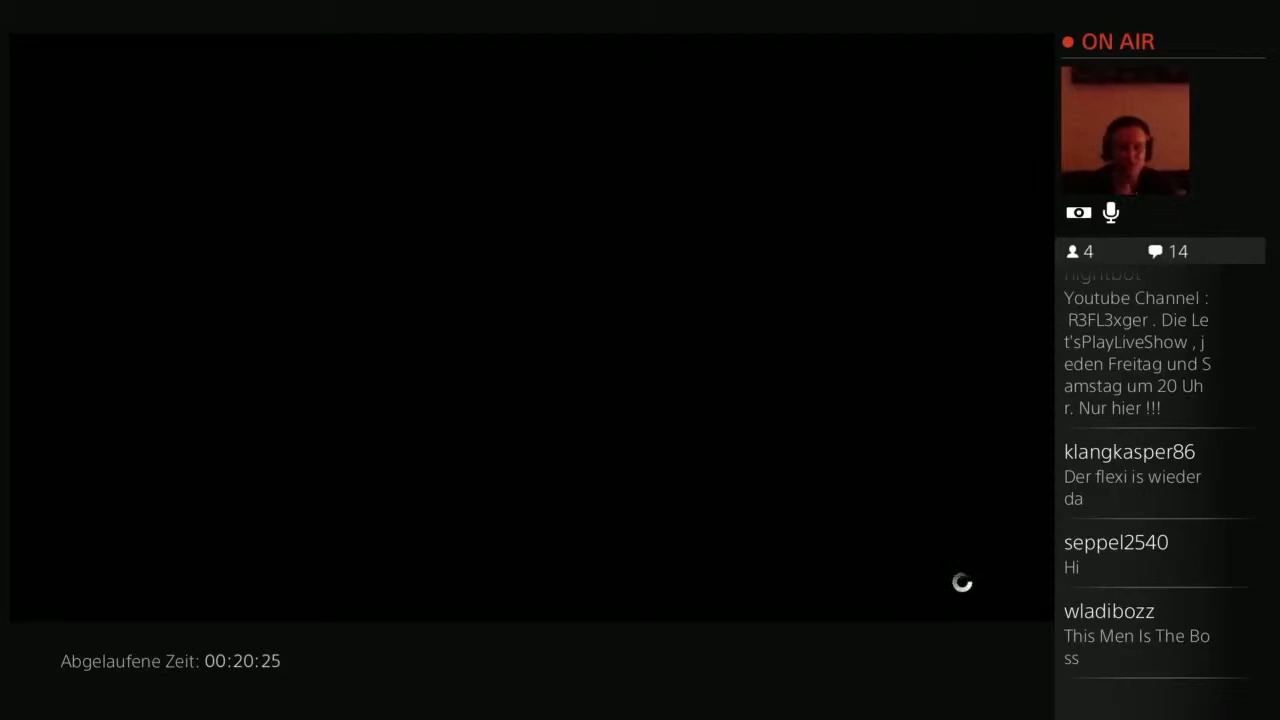 ON AIR
4 14
nightbot
Youtube Channel :
R3FL3xger . Die Le
t'sPlayLiveShow , j
eden Freitag und S
amstag um 20 Uh
r. Nur hier !!!
klangkasper86
Der flexi is wieder
da
seppel2540
Hi
wladibozz
This Men Is The Bo
ss
Abgelaufene Zeit: 00:20:25